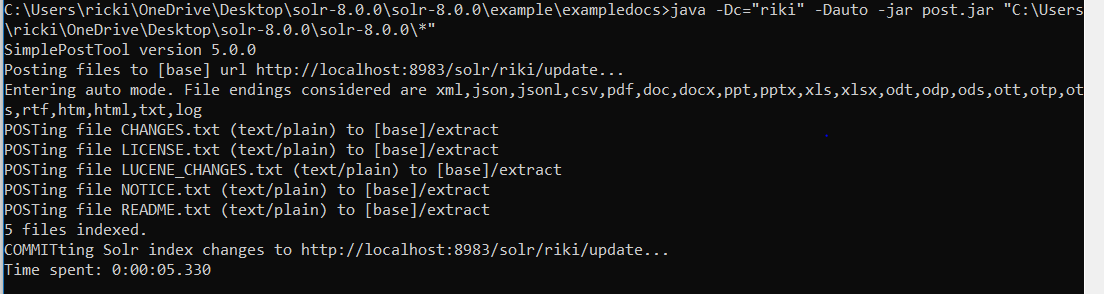 C:\Users\ricki\OneDrive\Desktop\solr-8.0.0\solr-8.0.0\example\exampledocs>java -Dc="riki" -Dauto -jar post.jar "C:\Users
\ricki\OneDrive\Desktop\solr-8.0.0\solr-8.0.0\*"
SimplePostTool version 5.0.0
Posting files to [base] url http://localhost:8983/solr/riki/update...
Entering auto mode. File endings considered are xml,json,jsonl,csv,pdf,doc,docx,ppt,pptx,xls,xlsx,odt,odp,ods,ott,otp,ot
s,rtf,htm,html,txt,log
POSTing file CHANGES.txt (text/plain) to [base]/extract
POSTing file LICENSE.txt (text/plain) to [base]/extract
POSTing file LUCENE_CHANGES.txt (text/plain) to [base]/extract
POSTing file NOTICE.txt (text/plain) to [base]/extract
POSTing file README.txt (text/plain) to [base]/extract
5 files indexed.
COMMITting Solr index changes to http://localhost:8983/solr/riki/update...
Time spent: 0:00:05.330